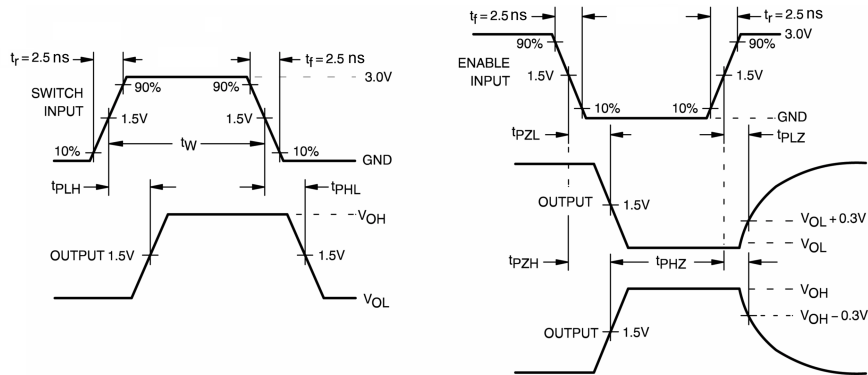 tr = 2.5 ns
tf = 2.5 ns
90%
90%
3.0V
SWITCH
INPUT
1.5V
1.5V
tW
10%
10%
GND
tPLH
tPHL
VOH
OUTPUT 1.5V
1.5V
VOL
tf = 2.5 ns
tr = 2.5 ns
3.0V
90%
90%
ENABLE
INPUT
1.5V
1.5V
10%
10%
GND
tPZL
tPLZ
OUTPUT
1.5V
VOL + 0.3V
VOL
tPZH
tPHZ
VOH
VOH – 0.3V
OUTPUT
1.5V